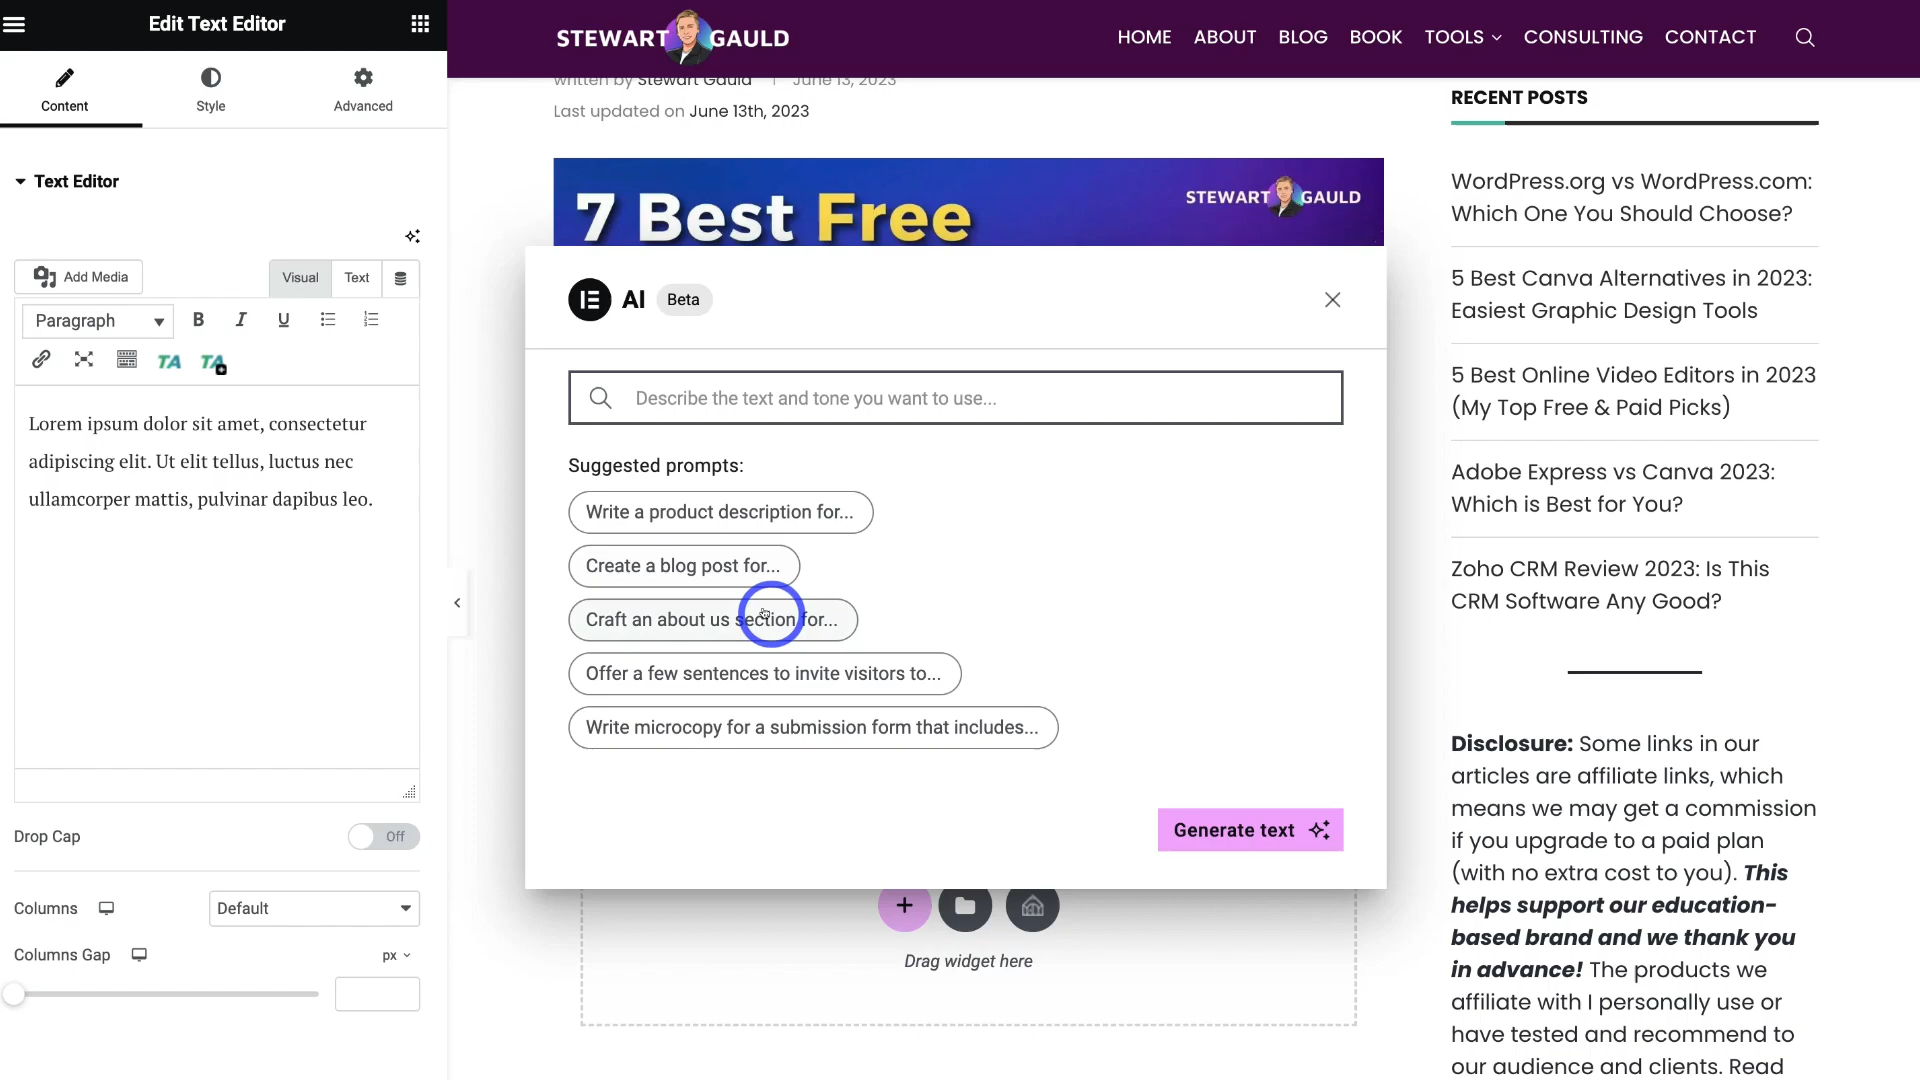 Edit Text Editor
Content
Style
Advanced
Text Editor
Add Media
Visual
Text
Paragraph
B
I
U
TA
TA
Lorem ipsum dolor sit amet, consectetur
adipiscing elit. Ut elit tellus, luctus nec
ullamcorper mattis, pulvinar dapibus leo.
Drop Cap
Off
Columns
Default
Columns Gap
px
STEWART GAULD
HOME
ABOUT
BLOG
BOOK
TOOLS
CONSULTING
CONTACT
written by Stewart Gauld
June 13, 2023
Last updated on June 13th, 2023
7 Best Free
STEWART GAULD
AI
Beta
Describe the text and tone you want to use...
Suggested prompts:
Write a product description for...
Create a blog post for...
Craft an about us section for...
Offer a few sentences to invite visitors to...
Write microcopy for a submission form that includes...
Generate text
Drag widget here
RECENT POSTS
WordPress.org vs WordPress.com:
Which One You Should Choose?
5 Best Canva Alternatives in 2023:
Easiest Graphic Design Tools
5 Best Online Video Editors in 2023
(My Top Free & Paid Picks)
Adobe Express vs Canva 2023:
Which is Best for You?
Zoho CRM Review 2023: Is This
CRM Software Any Good?
Disclosure: Some links in our
articles are affiliate links, which
means we may get a commission
if you upgrade to a paid plan
(with no extra cost to you). This
helps support our education-
based brand and we thank you
in advance! The products we
affiliate with I personally use or
have tested and recommend to
our audience and clients. Read